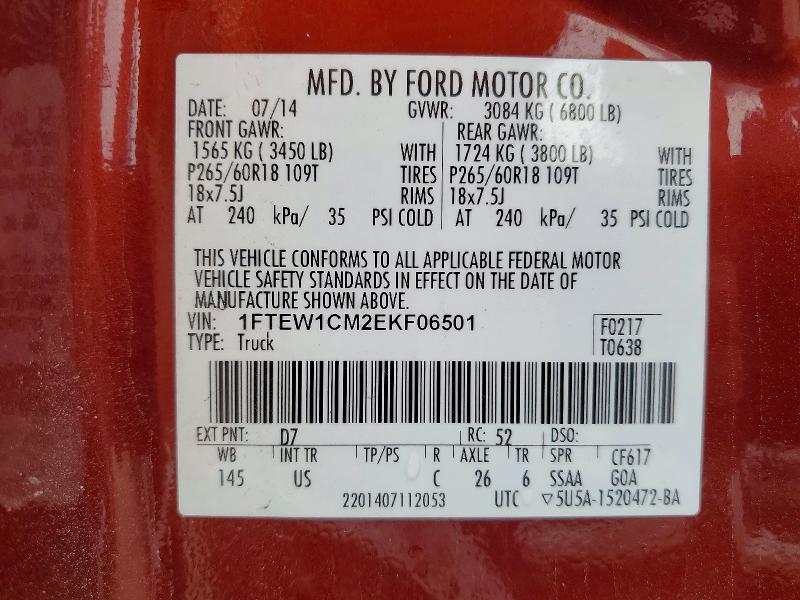 MFD. BY FORD MOTOR CO.
DATE: 07/14 GVWR: 3084 KG ( 6800 LB)
FRONT GAWR: REAR GAWR:
1565 KG ( 3450 LB) WITH 1724 KG ( 3800 LB) WITH
P265/60R18 109T TIRES P265/60R18 109T TIRES
18x7.5J RIMS 18x7.5J RIMS
AT 240 kPa/ 35 PSI COLD AT 240 kPa/ 35 PSI COLD
THIS VEHICLE CONFORMS TO ALL APPLICABLE FEDERAL MOTOR
VEHICLE SAFETY STANDARDS IN EFFECT ON THE DATE OF
MANUFACTURE SHOWN ABOVE.
VIN: 1FTEW1CM2EKF06501 F0217
TYPE: Truck T0638
EXT PNT: D7 RC: 52 DSO:
WB INT TR TP/PS R AXLE TR SPR CF617
145 US C 26 6 SSAA GOA
2201407112053 UTC ▽5U5A-1520472-BA